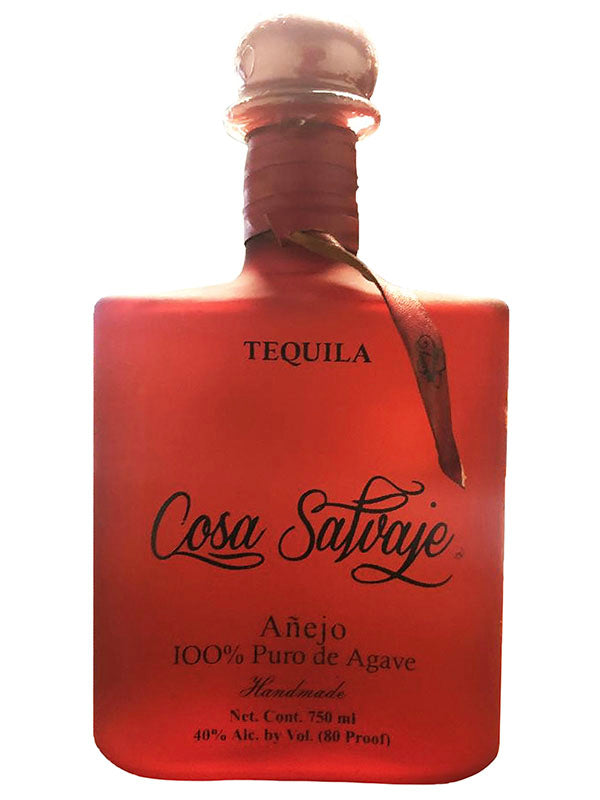 TEQUILA
Cosa Salvaje
Añejo
100% Puro de Agave
Handmade
Net. Cont. 750 ml
40% Alc. by Vol. (80 Proof)